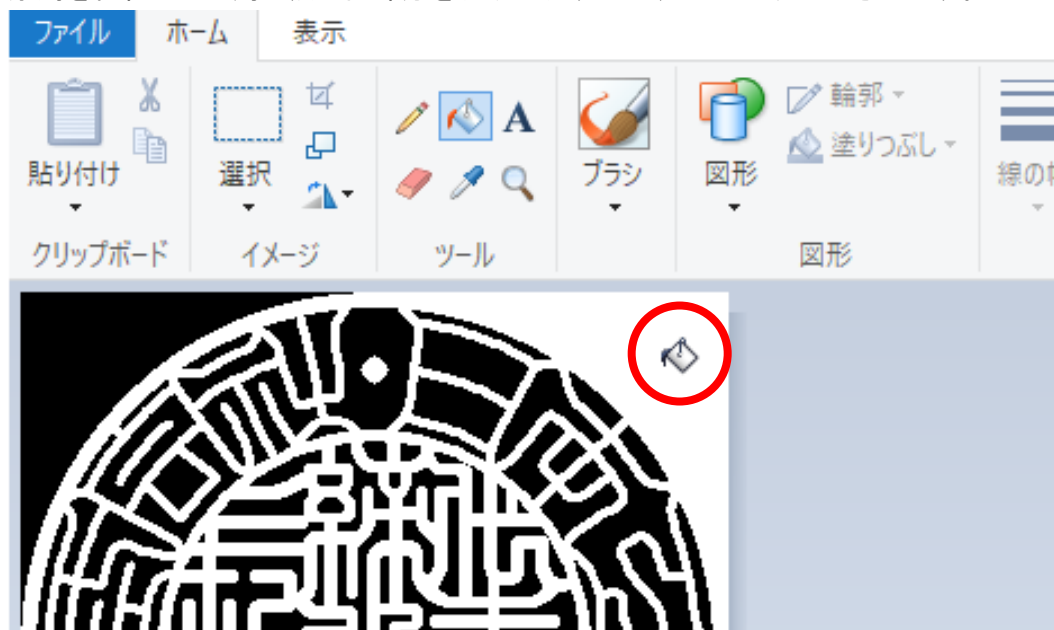 ファイル ホーム 表示
貼り付け
選択
A
ブラシ
図形
輪郭
塗りつぶし
線の
クリップボード イメージ ツール 図形